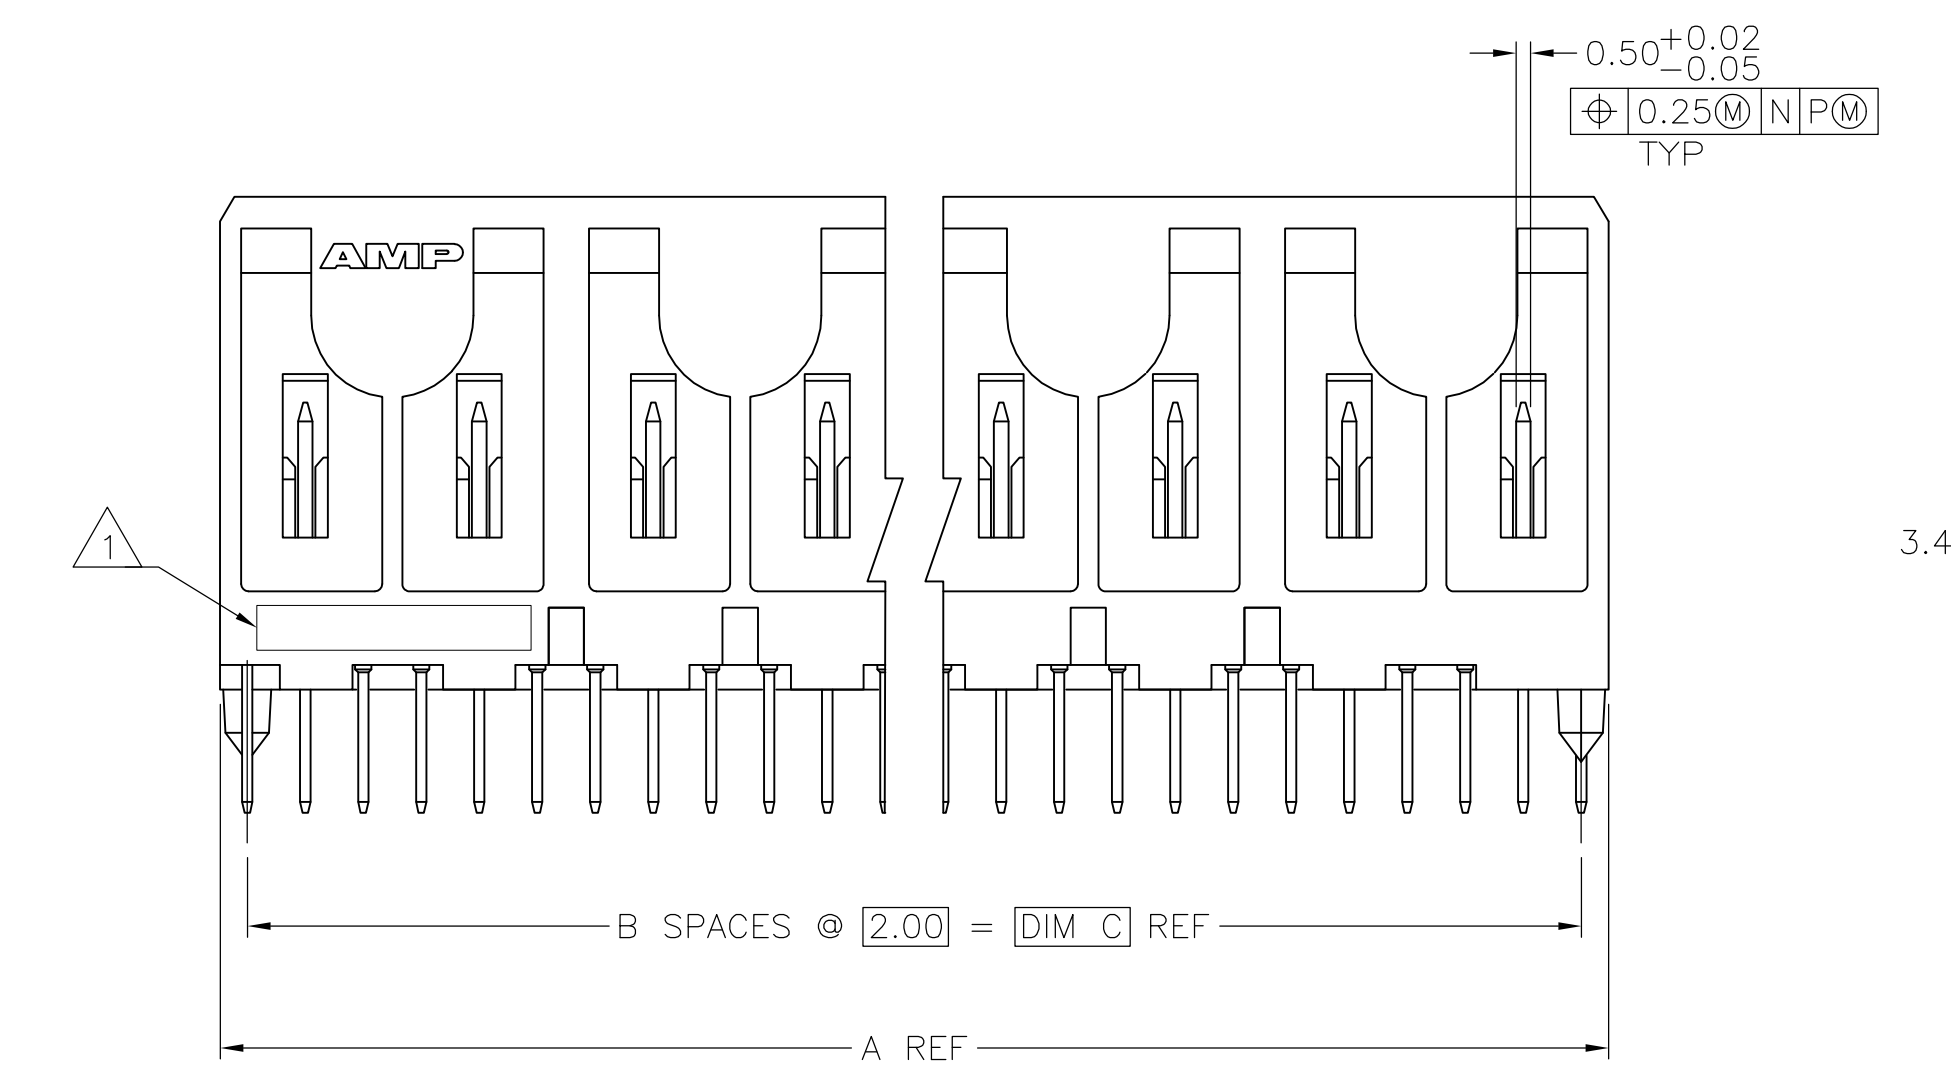 0.50 +0.02
-0.05
⌖ 0.25Ⓜ N PⓂ
TYP
AMP
1
3.4
B SPACES @ 2.00 = DIM C REF
A REF